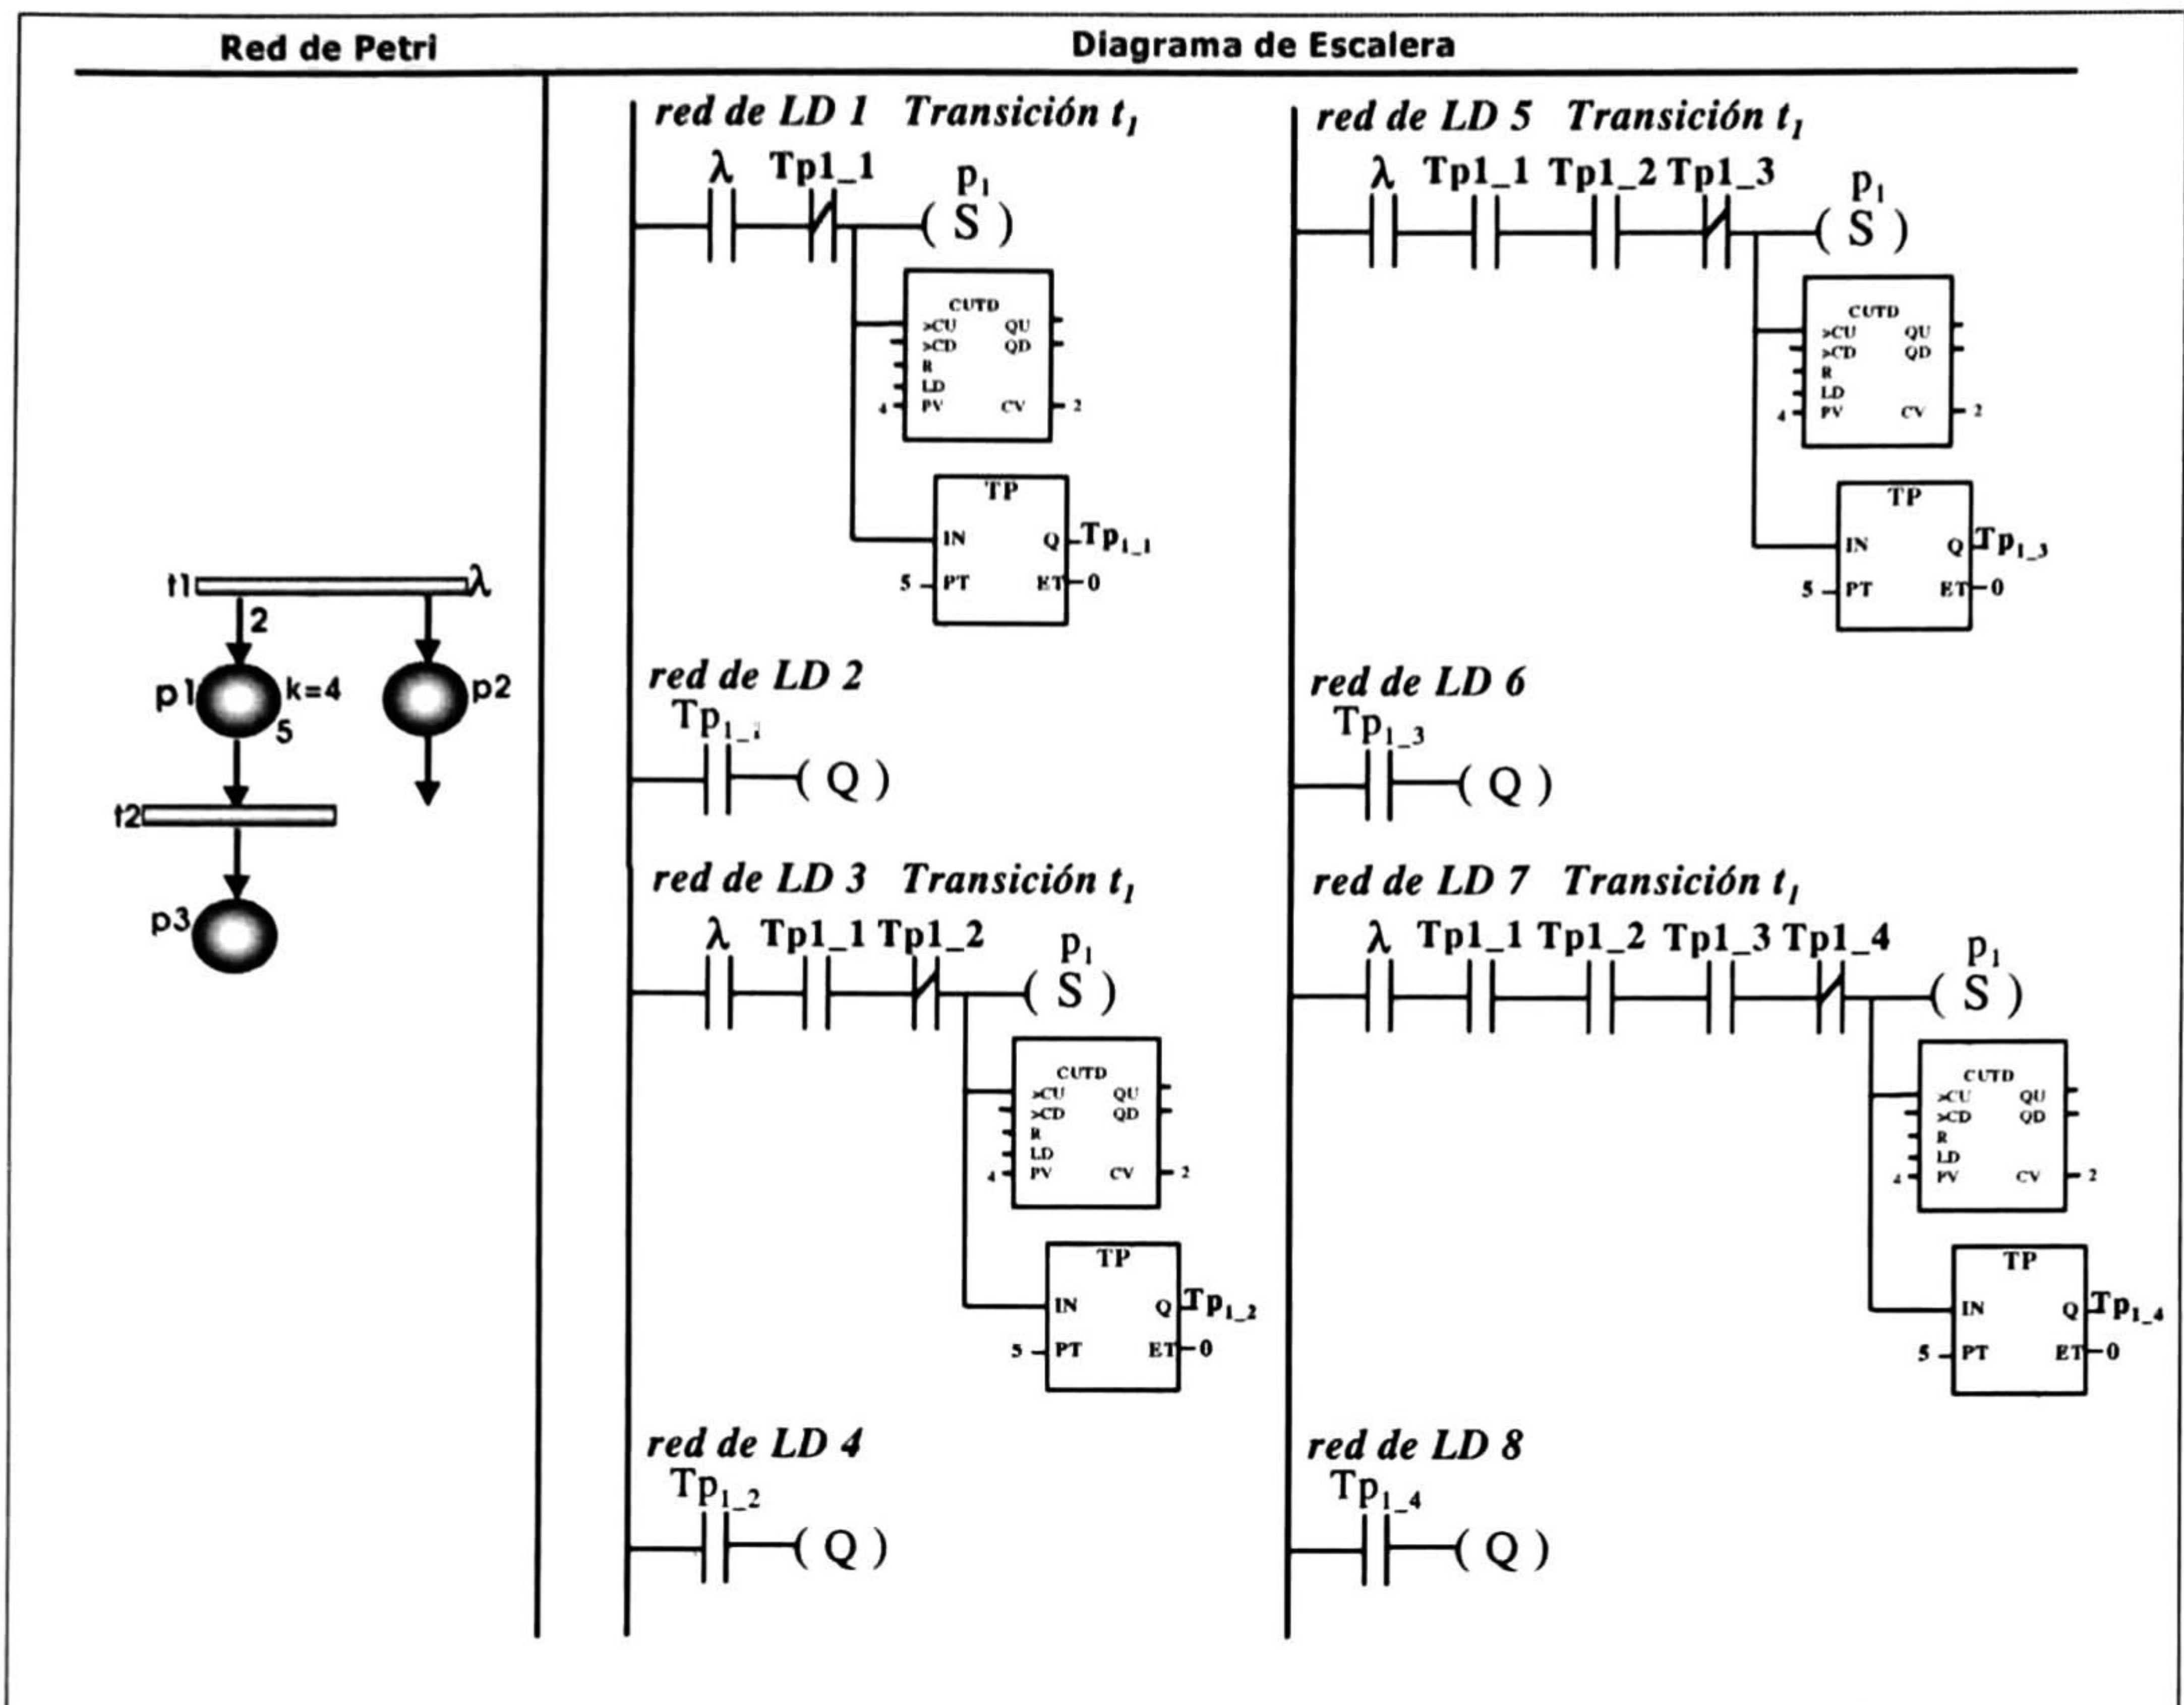 Red de Petri
Diagrama de Escalera
t1 λ
2
p1 k=4 p2
5
t2
p3
red de LD 1 Transición t1
λ Tp1_1 p1
( S )
CUTD
>CU QU
>CD QD
R
LD
4 PV CV 2
TP
IN Q Tp1_1
5 PT ET 0
red de LD 2
Tp1_1
( Q )
red de LD 3 Transición t1
λ Tp1_1 Tp1_2 p1
( S )
CUTD
>CU QU
>CD QD
R
LD
4 PV CV 2
TP
IN Q Tp1_2
5 PT ET 0
red de LD 4
Tp1_2
( Q )
red de LD 5 Transición t1
λ Tp1_1 Tp1_2 Tp1_3 p1
( S )
CUTD
>CU QU
>CD QD
R
LD
4 PV CV 2
TP
IN Q Tp1_3
5 PT ET 0
red de LD 6
Tp1_3
( Q )
red de LD 7 Transición t1
λ Tp1_1 Tp1_2 Tp1_3 Tp1_4 p1
( S )
CUTD
>CU QU
>CD QD
R
LD
4 PV CV 2
TP
IN Q Tp1_4
5 PT ET 0
red de LD 8
Tp1_4
( Q )